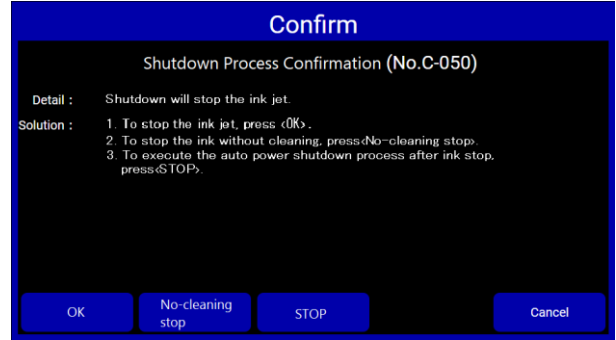 Confirm
Shutdown Process Confirmation (No.C-050)
Detail : Shutdown will stop the ink jet.
Solution : 1. To stop the ink jet, press <OK>.
2. To stop the ink without cleaning, press<No-cleaning stop>.
3. To execute the auto power shutdown process after ink stop,
press<STOP>.
OK
No-cleaning
stop
STOP
Cancel